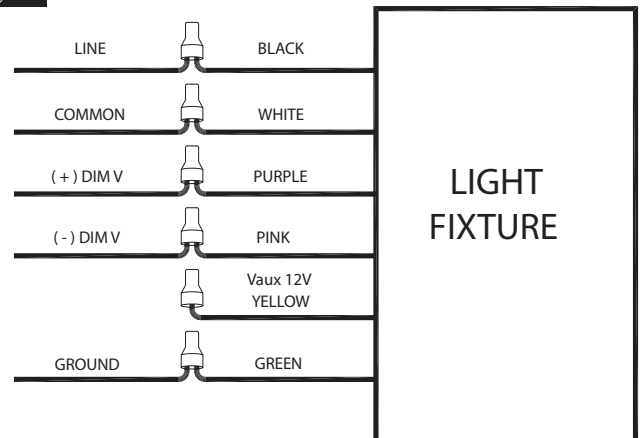 LINE BLACK
COMMON WHITE
( + ) DIM V PURPLE
( - ) DIM V PINK
Vaux 12V
YELLOW
GROUND GREEN
LIGHT
FIXTURE